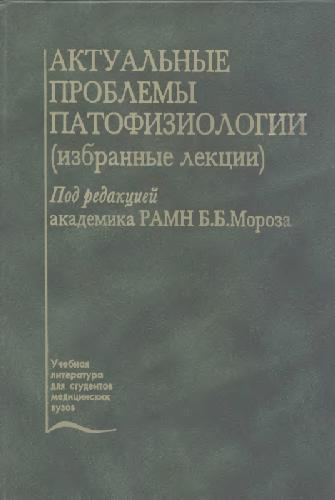 АКТУАЛЬНЫЕ
ПРОБЛЕМЫ
ПАТОФИЗИОЛОГИИ
(избранные лекции)
Под редакцией
академика РАМН Б.Б.Мороза
Учебная
литература
для студентов
медицинских
вузов